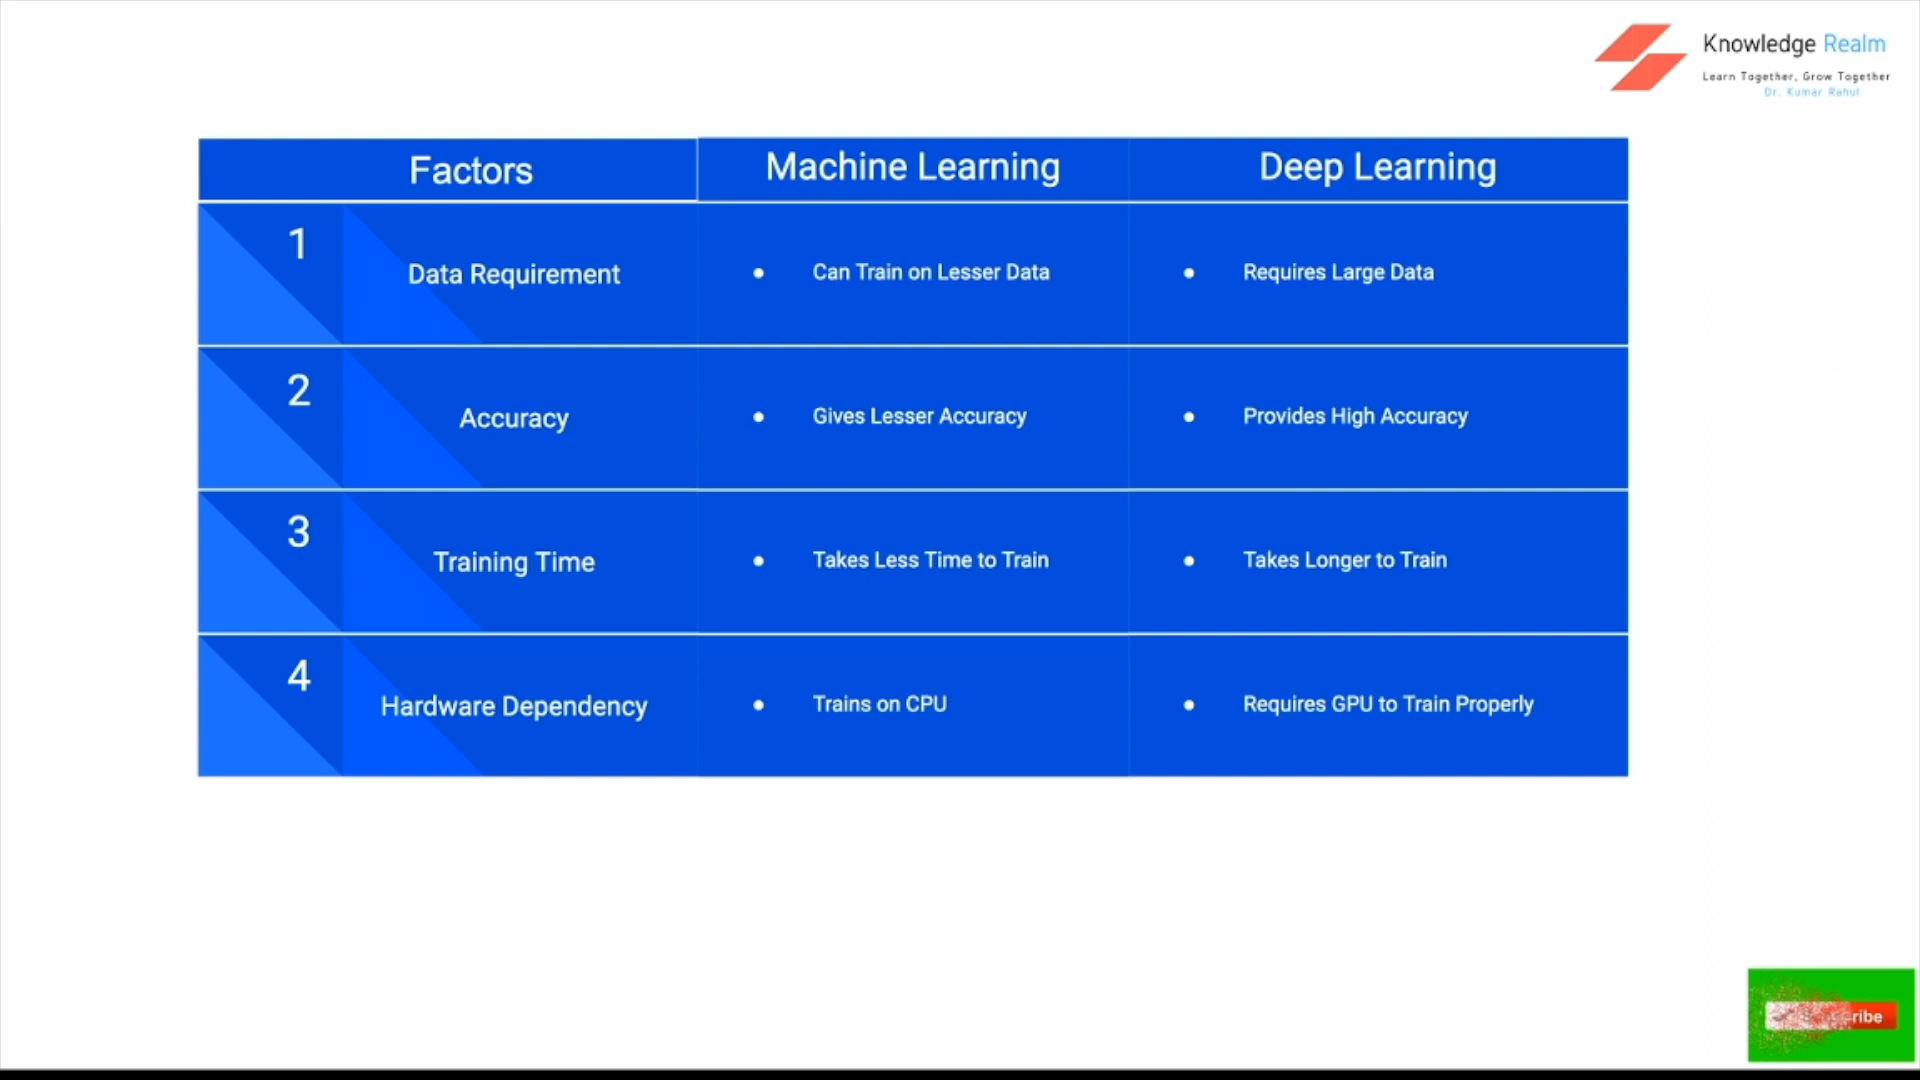 Knowledge Realm
Learn Together, Grow Together
Dr. Kumar Rahul
Factors Machine Learning Deep Learning
1 Data Requirement • Can Train on Lesser Data • Requires Large Data
2 Accuracy • Gives Lesser Accuracy • Provides High Accuracy
3 Training Time • Takes Less Time to Train • Takes Longer to Train
4 Hardware Dependency • Trains on CPU • Requires GPU to Train Properly